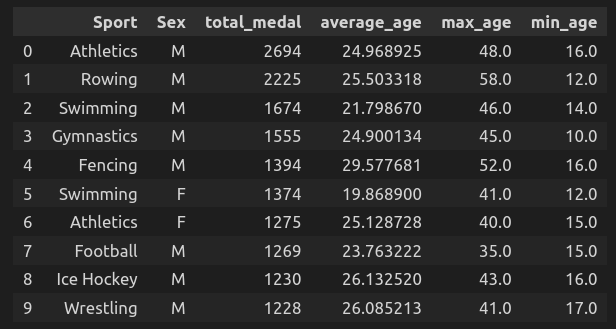 Sport Sex total_medal average_age max_age min_age
0 Athletics M 2694 24.968925 48.0 16.0
1 Rowing M 2225 25.503318 58.0 12.0
2 Swimming M 1674 21.798670 46.0 14.0
3 Gymnastics M 1555 24.900134 45.0 10.0
4 Fencing M 1394 29.577681 52.0 16.0
5 Swimming F 1374 19.868900 41.0 12.0
6 Athletics F 1275 25.128728 40.0 15.0
7 Football M 1269 23.763222 35.0 15.0
8 Ice Hockey M 1230 26.132520 43.0 16.0
9 Wrestling M 1228 26.085213 41.0 17.0